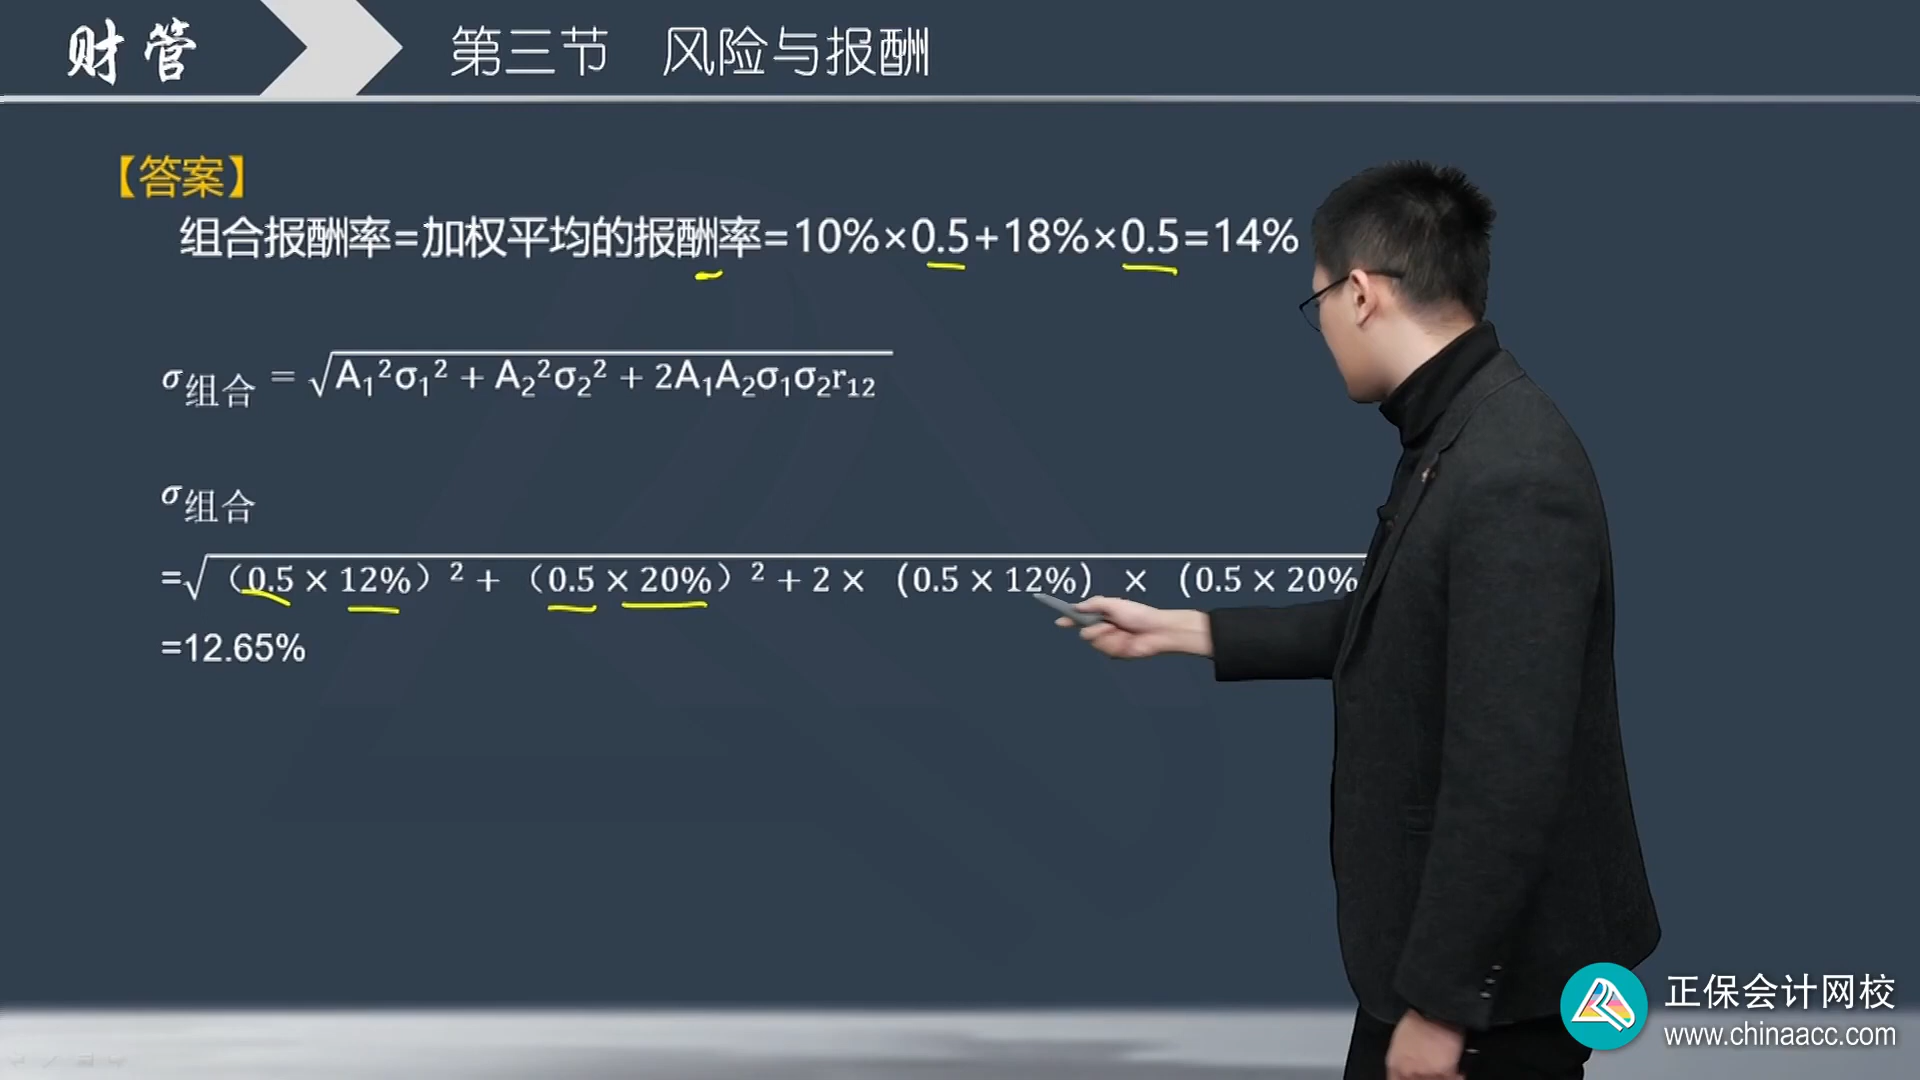 财管 第三节 风险与报酬
【答案】
组合报酬率=加权平均的报酬率=10%×0.5+18%×0.5=14%
σ组合 = √A₁²σ₁² + A₂²σ₂² + 2A₁A₂σ₁σ₂r₁₂
σ组合
=√（0.5 × 12%）² + （0.5 × 20%）² + 2 × (0.5 × 12%) × (0.5 × 20%
=12.65%
正保会计网校
www.chinaacc.com